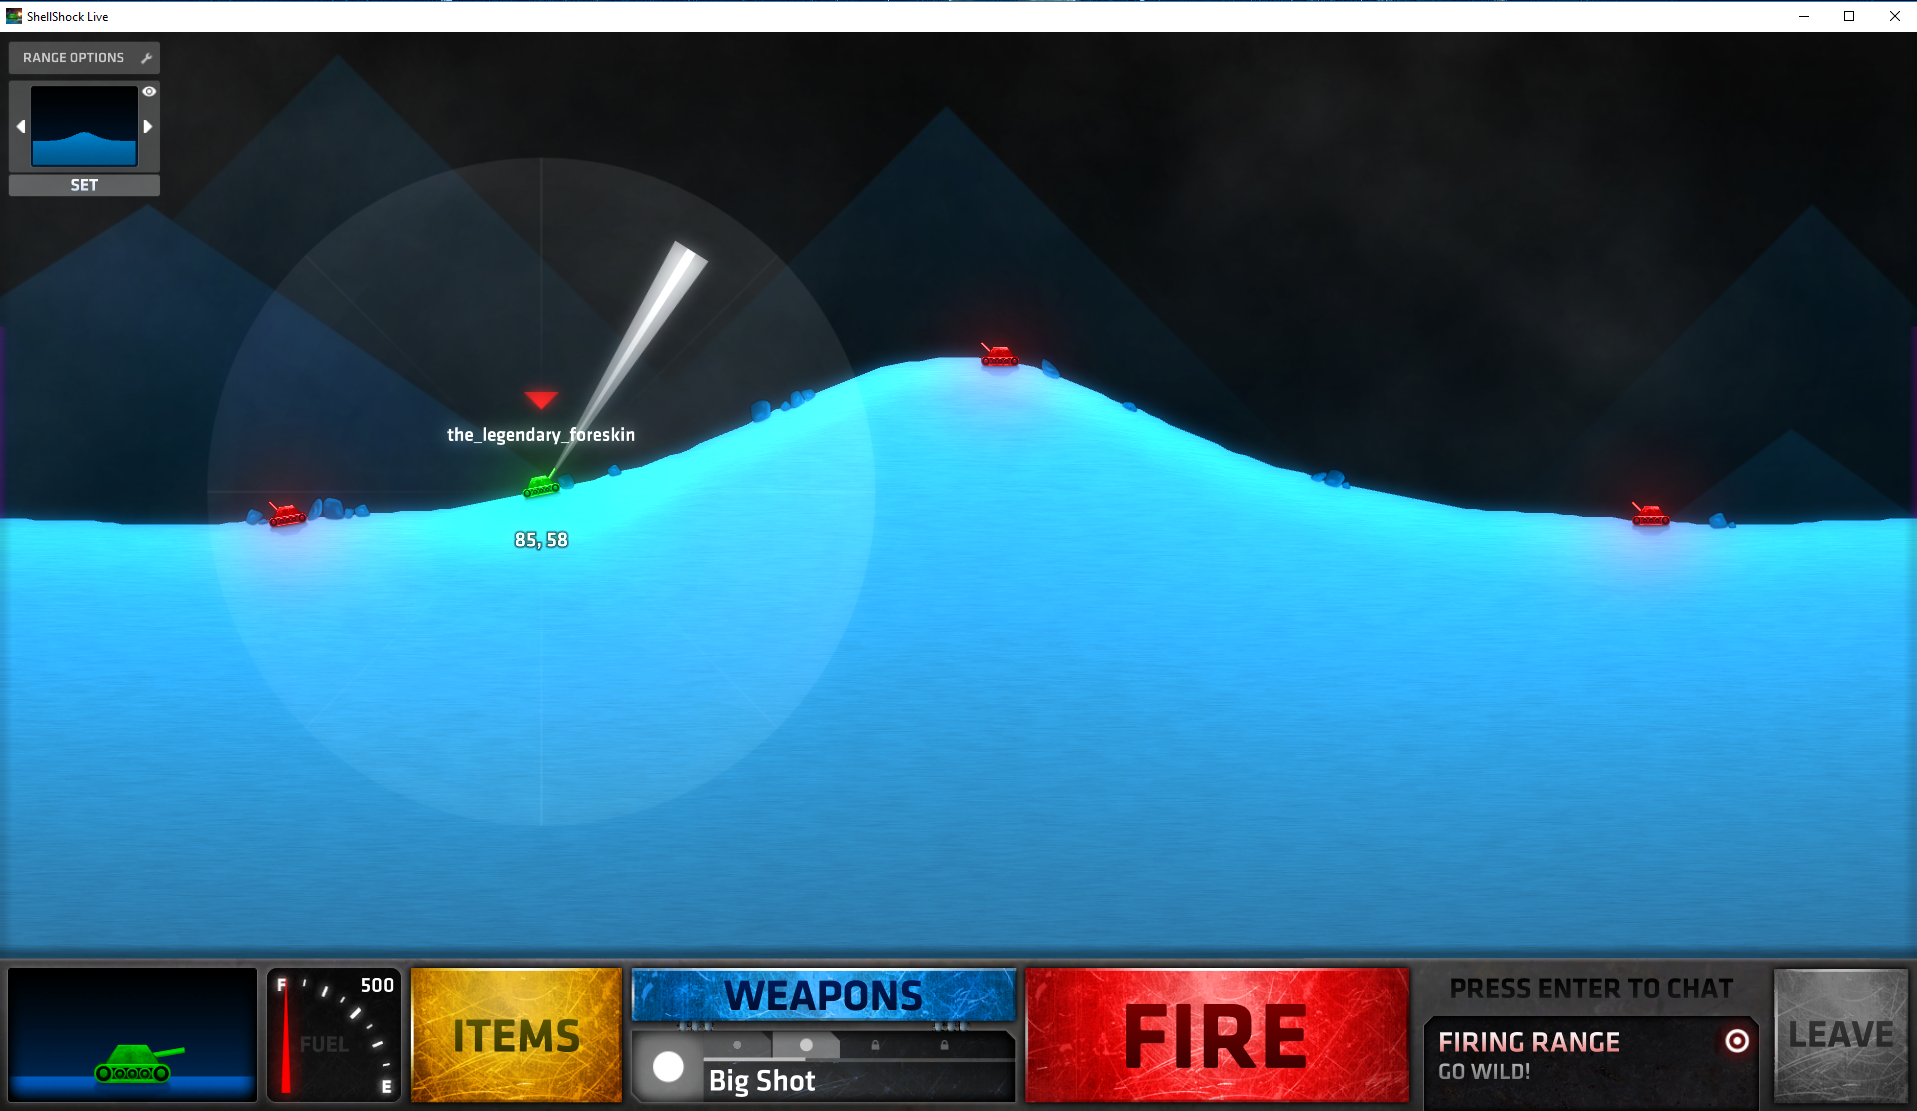 ShellShock Live
RANGE OPTIONS
SET
the_legendary_foreskin
85, 58
F
500
FUEL
E
ITEMS
WEAPONS
Big Shot
FIRE
PRESS ENTER TO CHAT
FIRING RANGE
GO WILD!
LEAVE